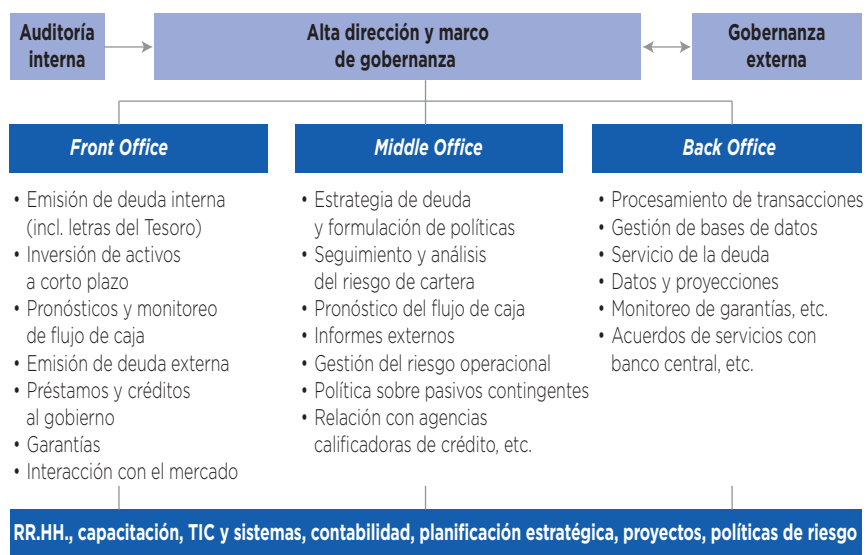 Auditoría
interna
Alta dirección y marco
de gobernanza
Gobernanza
externa
Front Office
• Emisión de deuda interna
(incl. letras del Tesoro)
• Inversión de activos
a corto plazo
• Pronósticos y monitoreo
de flujo de caja
• Emisión de deuda externa
• Préstamos y créditos
al gobierno
• Garantías
• Interacción con el mercado
Middle Office
• Estrategia de deuda
y formulación de políticas
• Seguimiento y análisis
del riesgo de cartera
• Pronóstico del flujo de caja
• Informes externos
• Gestión del riesgo operacional
• Política sobre pasivos contingentes
• Relación con agencias
calificadoras de crédito, etc.
Back Office
• Procesamiento de transacciones
• Gestión de bases de datos
• Servicio de la deuda
• Datos y proyecciones
• Monitoreo de garantías, etc.
• Acuerdos de servicios con
banco central, etc.
RR.HH., capacitación, TIC y sistemas, contabilidad, planificación estratégica, proyectos, políticas de riesgo